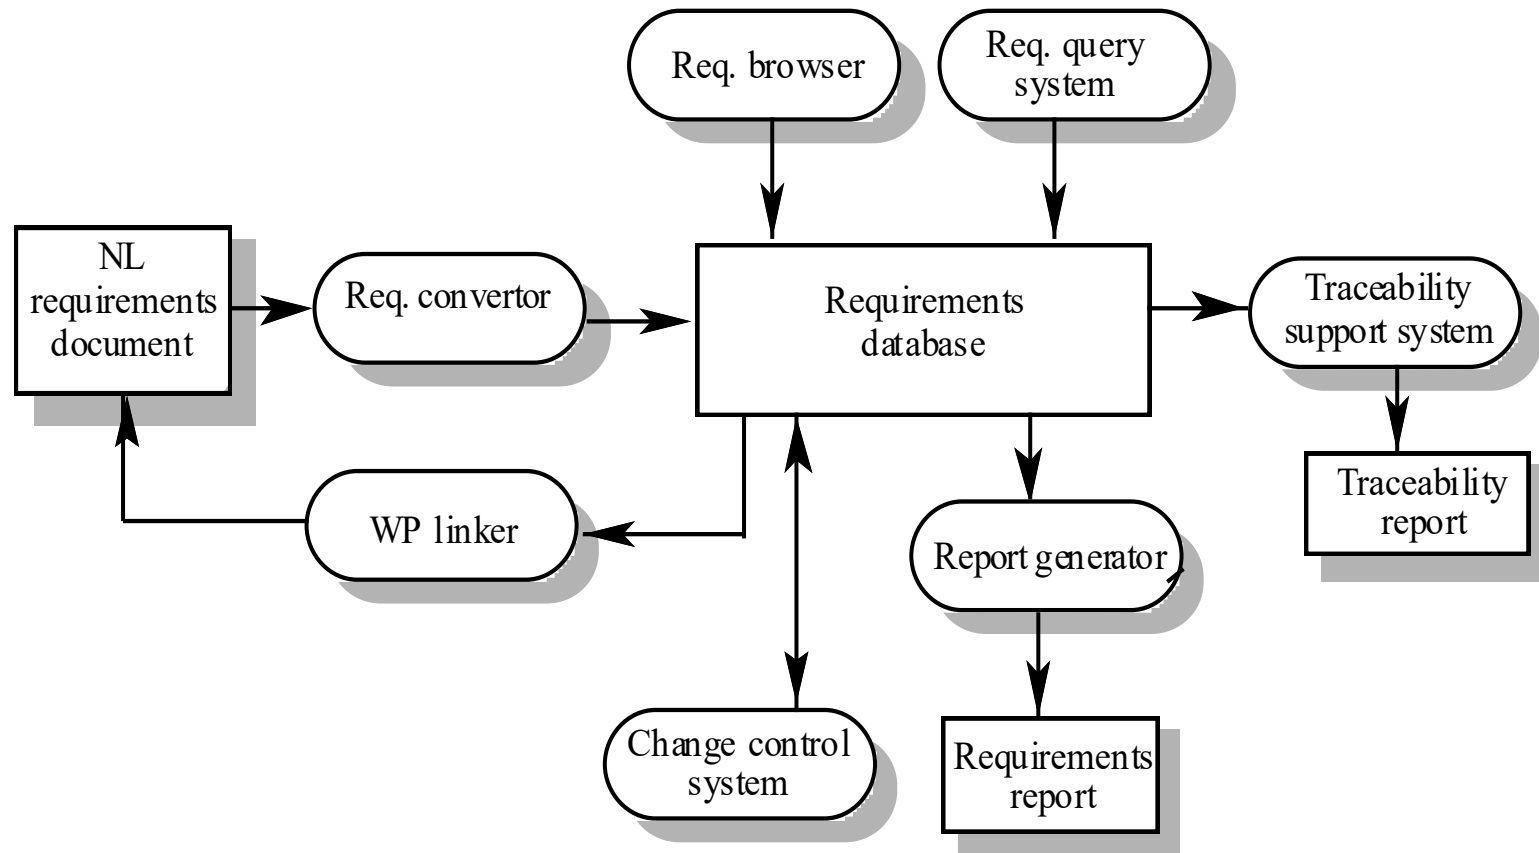 Req. browser
Req. query
system
NL
requirements
document
Req. convertor
Requirements
database
Traceability
support system
Traceability
report
WP linker
Report generator
Change control
system
Requirements
report